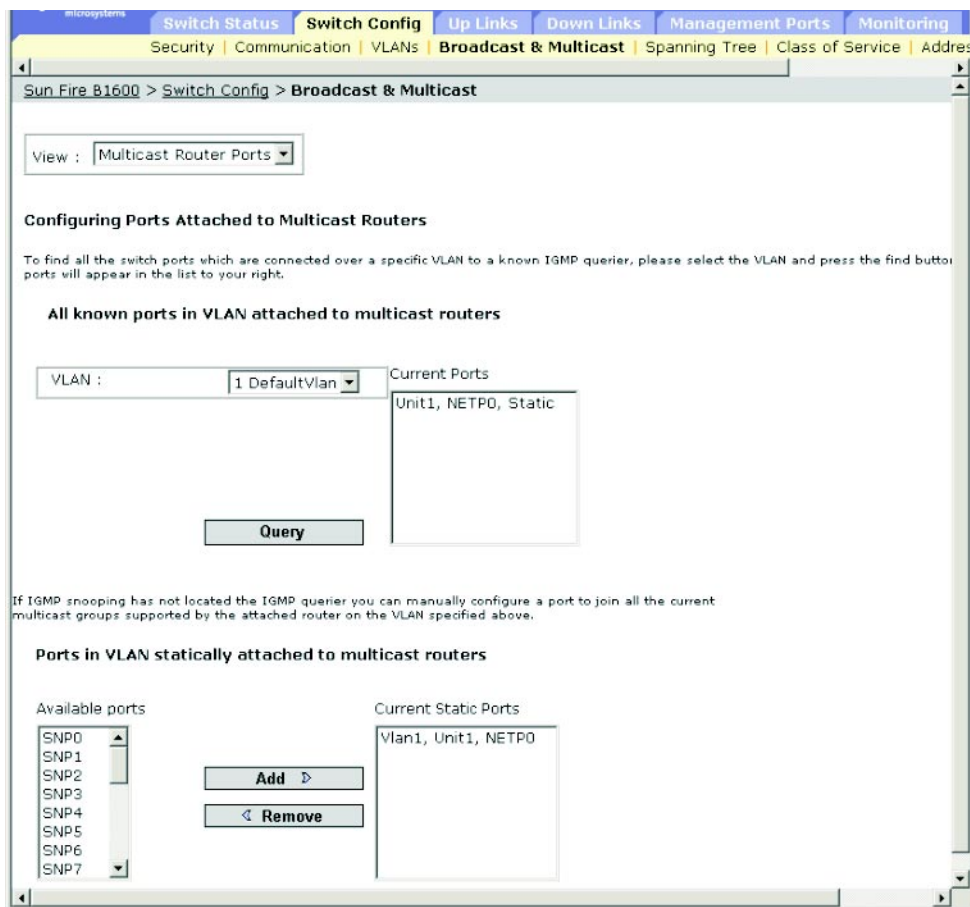 microsystems
Switch Status Switch Config Up Links Down Links Management Ports Monitoring
Security | Communication | VLANs | Broadcast & Multicast | Spanning Tree | Class of Service | Addres
Sun Fire B1600 > Switch Config > Broadcast & Multicast
View : Multicast Router Ports
Configuring Ports Attached to Multicast Routers
To find all the switch ports which are connected over a specific VLAN to a known IGMP querier, please select the VLAN and press the find button
ports will appear in the list to your right.
All known ports in VLAN attached to multicast routers
VLAN : 1 DefaultVlan
Current Ports
Unit1, NETP0, Static
Query
If IGMP snooping has not located the IGMP querier you can manually configure a port to join all the current
multicast groups supported by the attached router on the VLAN specified above.
Ports in VLAN statically attached to multicast routers
Available ports
SNP0
SNP1
SNP2
SNP3
SNP4
SNP5
SNP6
SNP7
Add
Remove
Current Static Ports
Vlan1, Unit1, NETP0